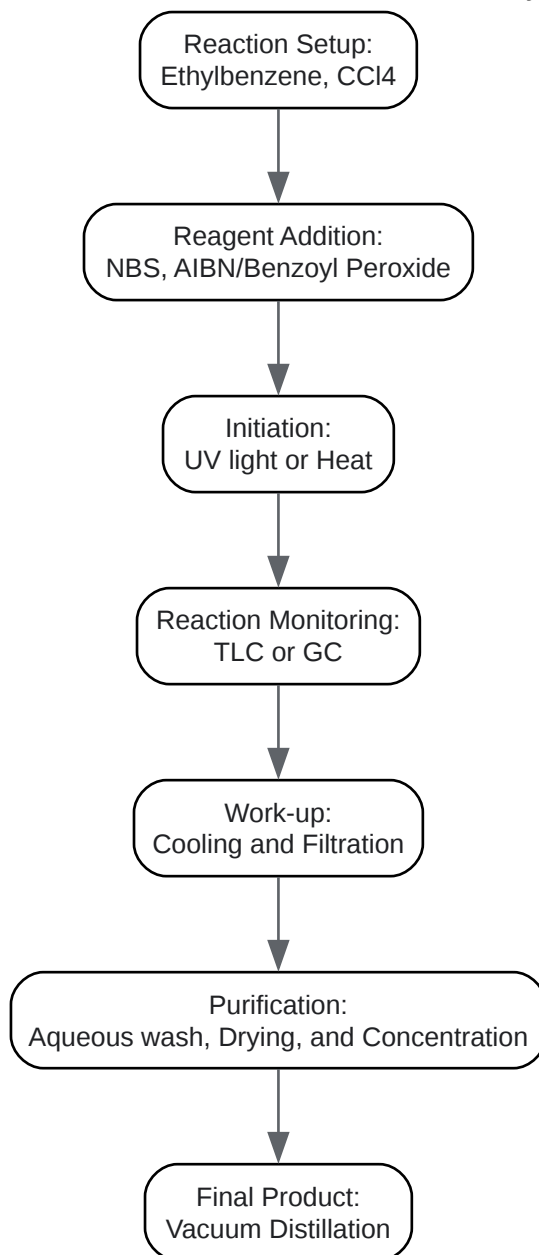 Reaction Setup:
Ethylbenzene, CCl4
Reagent Addition:
NBS, AIBN/Benzoyl Peroxide
Initiation:
UV light or Heat
Reaction Monitoring:
TLC or GC
Work-up:
Cooling and Filtration
Purification:
Aqueous wash, Drying, and Concentration
Final Product:
Vacuum Distillation